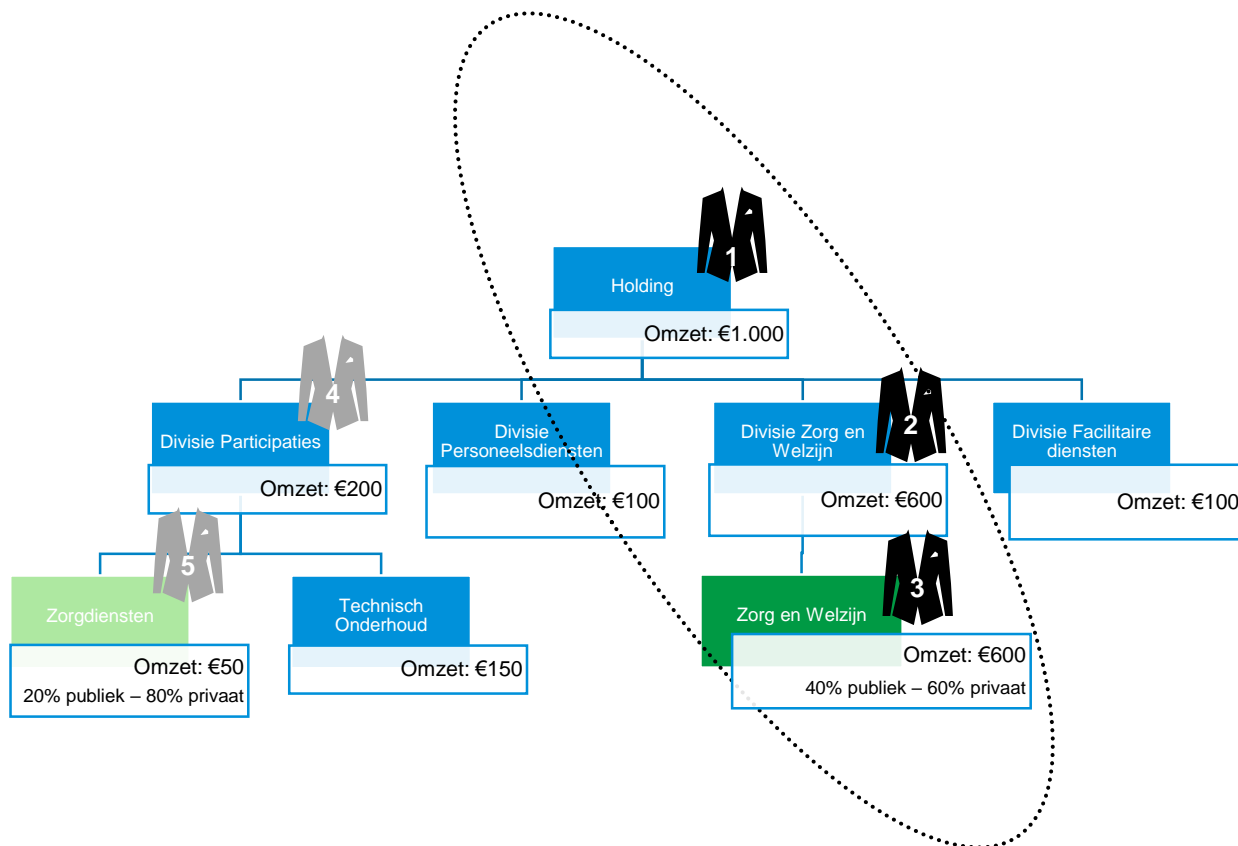 1
Holding
Omzet: €1.000
4
Divisie Participaties
Omzet: €200
Divisie
Personeelsdiensten
Omzet: €100
2
Divisie Zorg en
Welzijn
Omzet: €600
Divisie Facilitaire
diensten
Omzet: €100
5
Zorgdiensten
Omzet: €50
20% publiek – 80% privaat
Technisch
Onderhoud
Omzet: €150
3
Zorg en Welzijn
Omzet: €600
40% publiek – 60% privaat